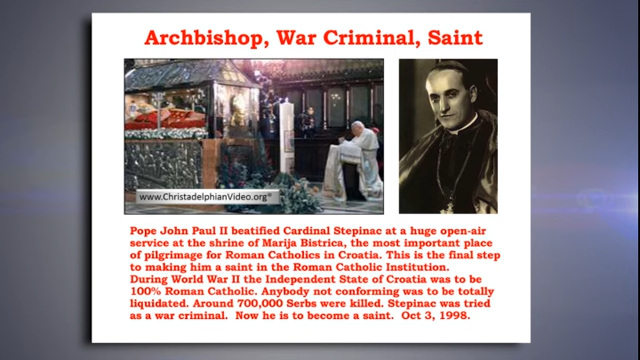 Archbishop, War Criminal, Saint
www.ChristadelphianVideo.org®
Pope John Paul II beatified Cardinal Stepinac at a huge open-air
service at the shrine of Marija Bistrica, the most important place
of pilgrimage for Roman Catholics in Croatia. This is the final step
to making him a saint in the Roman Catholic Institution.
During World War II the Independent State of Croatia was to be
100% Roman Catholic. Anybody not conforming was to be totally
liquidated. Around 700,000 Serbs were killed. Stepinac was tried
as a war criminal. Now he is to become a saint. Oct 3, 1998.